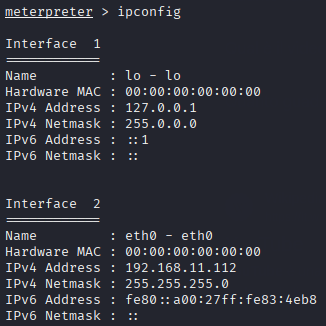 meterpreter > ipconfig
Interface  1
============
Name         : lo - lo
Hardware MAC : 00:00:00:00:00:00
IPv4 Address : 127.0.0.1
IPv4 Netmask : 255.0.0.0
IPv6 Address : ::1
IPv6 Netmask : ::
Interface  2
============
Name         : eth0 - eth0
Hardware MAC : 00:00:00:00:00:00
IPv4 Address : 192.168.11.112
IPv4 Netmask : 255.255.255.0
IPv6 Address : fe80::a00:27ff:fe83:4eb8
IPv6 Netmask : ::